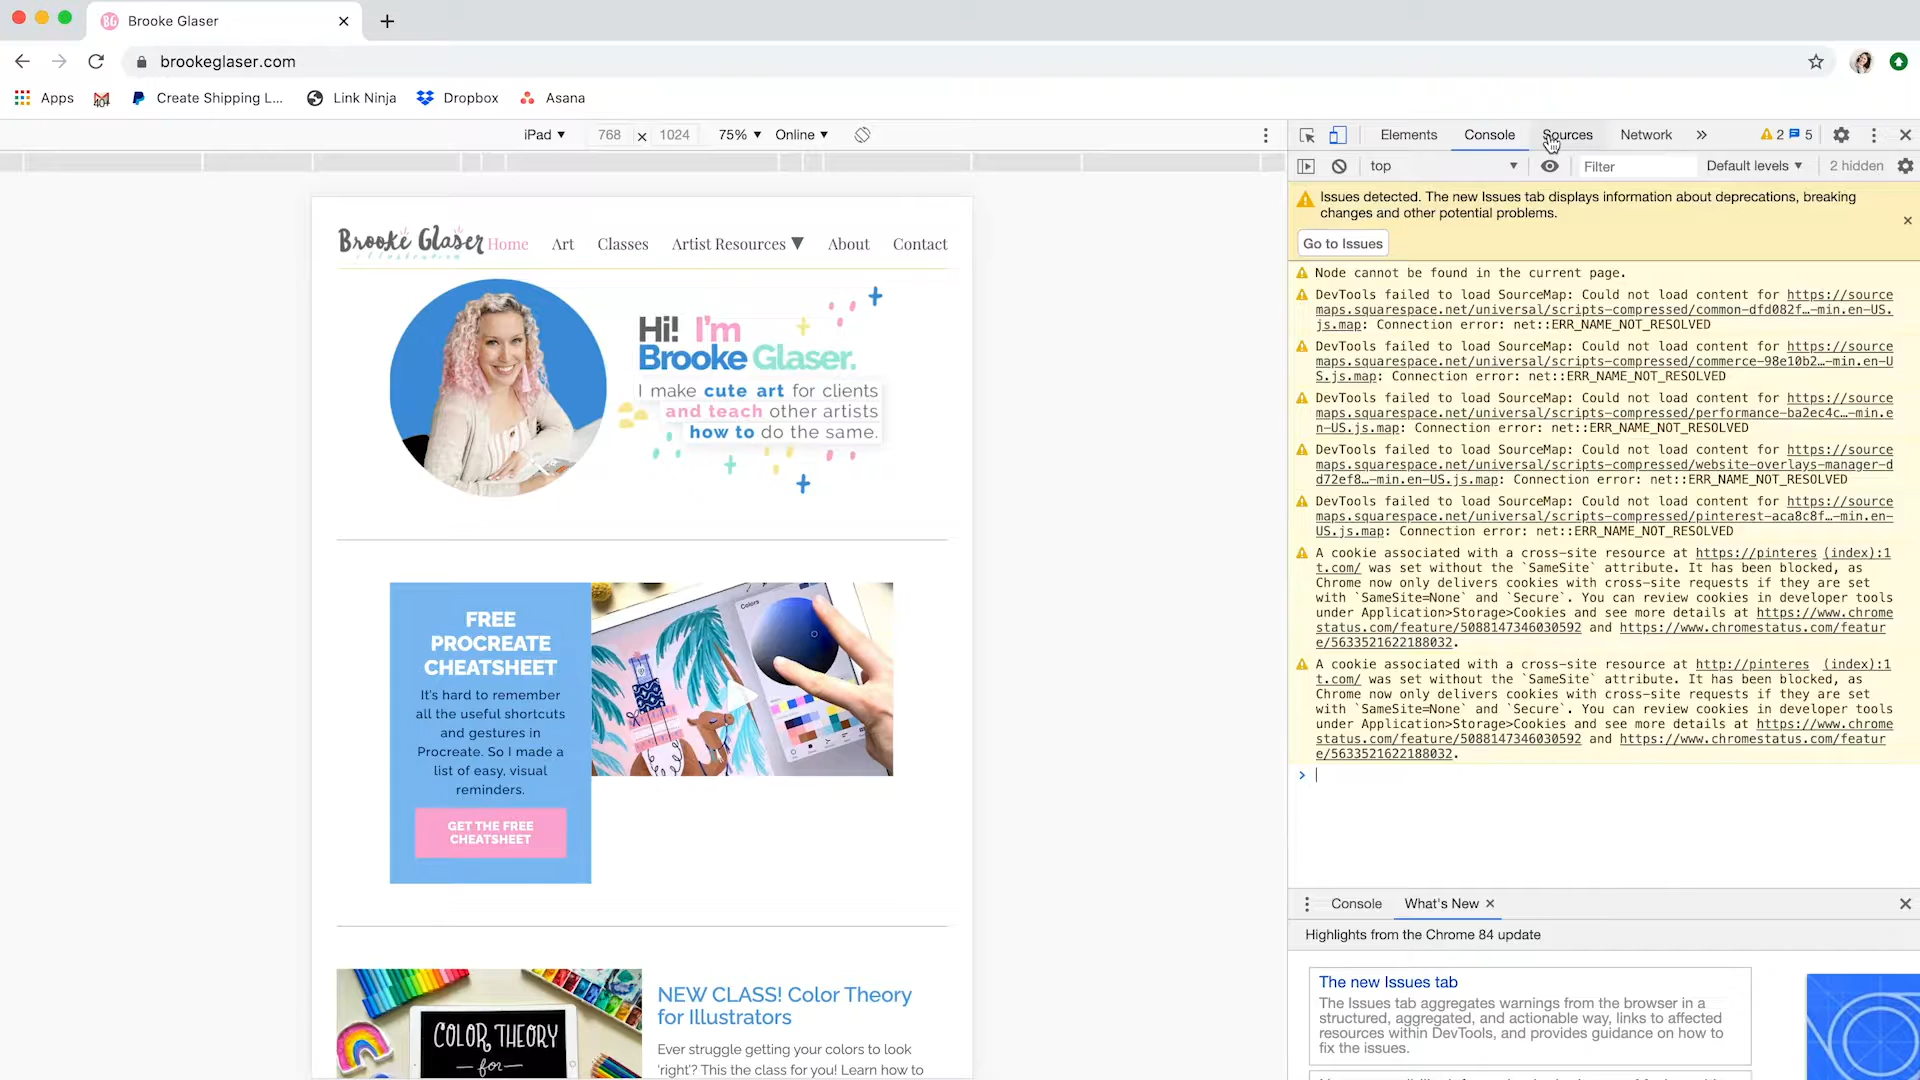 BG Brooke Glaser
brookeglaser.com
Apps
404
Create Shipping L...
Link Ninja
Dropbox
Asana
iPad ▼ 768 × 1024 75% ▼ Online ▼
Elements Console Sources Network » 2 5
top ▼ Filter Default levels ▼ 2 hidden
Issues detected. The new Issues tab displays information about deprecations, breaking
changes and other potential problems.
Go to Issues
Node cannot be found in the current page.
DevTools failed to load SourceMap: Could not load content for https://source
maps.squarespace.net/universal/scripts-compressed/common-dfd082f…-min.en-US.
js.map: Connection error: net::ERR_NAME_NOT_RESOLVED
DevTools failed to load SourceMap: Could not load content for https://source
maps.squarespace.net/universal/scripts-compressed/commerce-98e10b2…-min.en-U
S.js.map: Connection error: net::ERR_NAME_NOT_RESOLVED
DevTools failed to load SourceMap: Could not load content for https://source
maps.squarespace.net/universal/scripts-compressed/performance-ba2ec4c…-min.e
n-US.js.map: Connection error: net::ERR_NAME_NOT_RESOLVED
DevTools failed to load SourceMap: Could not load content for https://source
maps.squarespace.net/universal/scripts-compressed/website-overlays-manager-d
d72ef8…-min.en-US.js.map: Connection error: net::ERR_NAME_NOT_RESOLVED
DevTools failed to load SourceMap: Could not load content for https://source
maps.squarespace.net/universal/scripts-compressed/pinterest-aca8c8f…-min.en-
US.js.map: Connection error: net::ERR_NAME_NOT_RESOLVED
A cookie associated with a cross-site resource at https://pinteres (index):1
t.com/ was set without the `SameSite` attribute. It has been blocked, as
Chrome now only delivers cookies with cross-site requests if they are set
with `SameSite=None` and `Secure`. You can review cookies in developer tools
under Application>Storage>Cookies and see more details at https://www.chrome
status.com/feature/5088147346030592 and https://www.chromestatus.com/featur
e/5633521622188032.
A cookie associated with a cross-site resource at http://pinteres (index):1
t.com/ was set without the `SameSite` attribute. It has been blocked, as
Chrome now only delivers cookies with cross-site requests if they are set
with `SameSite=None` and `Secure`. You can review cookies in developer tools
under Application>Storage>Cookies and see more details at https://www.chrome
status.com/feature/5088147346030592 and https://www.chromestatus.com/featur
e/5633521622188032.
Console What's New
Highlights from the Chrome 84 update
The new Issues tab
The Issues tab aggregates warnings from the browser in a
structured, aggregated, and actionable way, links to affected
resources within DevTools, and provides guidance on how to
fix the issues.
Brooke Glaser
illustration
Home Art Classes Artist Resources ▼ About Contact
Hi! I'm
Brooke Glaser.
I make cute art for clients
and teach other artists
how to do the same.
FREE
PROCREATE
CHEATSHEET
It's hard to remember
all the useful shortcuts
and gestures in
Procreate. So I made a
list of easy, visual
reminders.
GET THE FREE
CHEATSHEET
Colors
COLOR THEORY
for
NEW CLASS! Color Theory
for Illustrators
Ever struggle getting your colors to look
'right'? This the class for you! Learn how to